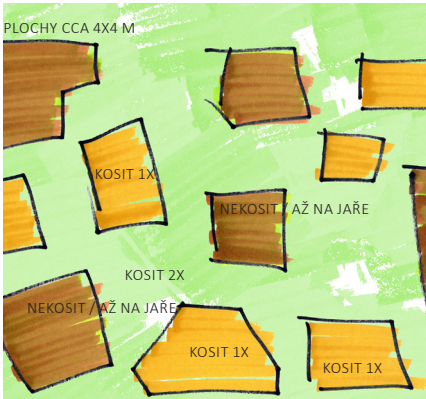 PLOCHY CCA 4X4 M
KOSIT 1X
NEKOSIT / AŽ NA JAŘE
KOSIT 2X
NEKOSIT / AŽ NA JAŘE
KOSIT 1X
KOSIT 1X